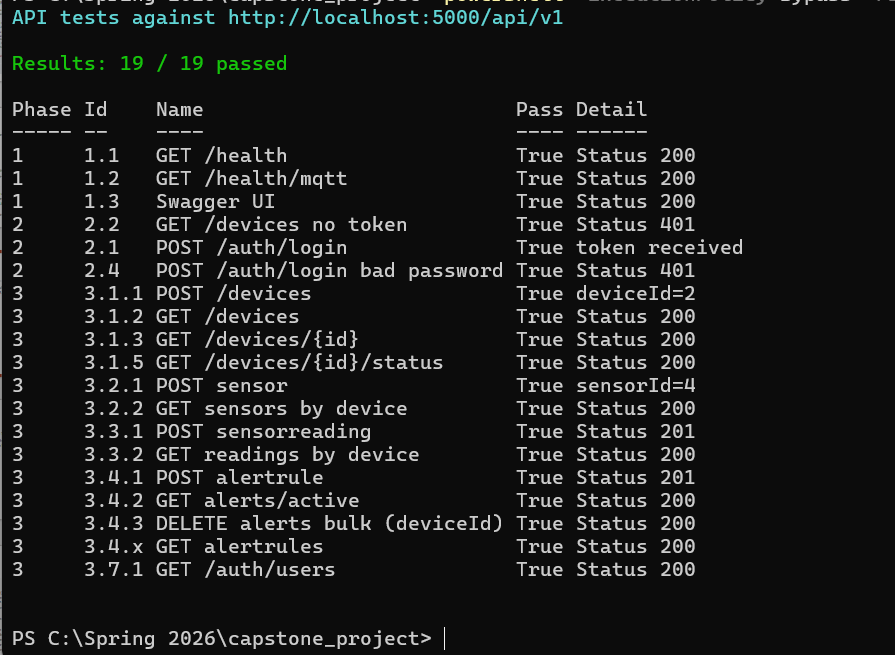 API tests against http://localhost:5000/api/v1
Results: 19 / 19 passed
Phase Id    Name                           Pass Detail
----- --    ----                           ---- ------
1     1.1   GET /health                    True Status 200
1     1.2   GET /health/mqtt               True Status 200
1     1.3   Swagger UI                     True Status 200
2     2.2   GET /devices no token          True Status 401
2     2.1   POST /auth/login               True token received
2     2.4   POST /auth/login bad password  True Status 401
3     3.1.1 POST /devices                  True deviceId=2
3     3.1.2 GET /devices                   True Status 200
3     3.1.3 GET /devices/{id}              True Status 200
3     3.1.5 GET /devices/{id}/status       True Status 200
3     3.2.1 POST sensor                    True sensorId=4
3     3.2.2 GET sensors by device          True Status 200
3     3.3.1 POST sensorreading             True Status 201
3     3.3.2 GET readings by device         True Status 200
3     3.4.1 POST alertrule                 True Status 201
3     3.4.2 GET alerts/active              True Status 200
3     3.4.3 DELETE alerts bulk (deviceId)  True Status 200
3     3.4.x GET alertrules                 True Status 200
3     3.7.1 GET /auth/users                True Status 200
PS C:\Spring 2026\capstone_project>